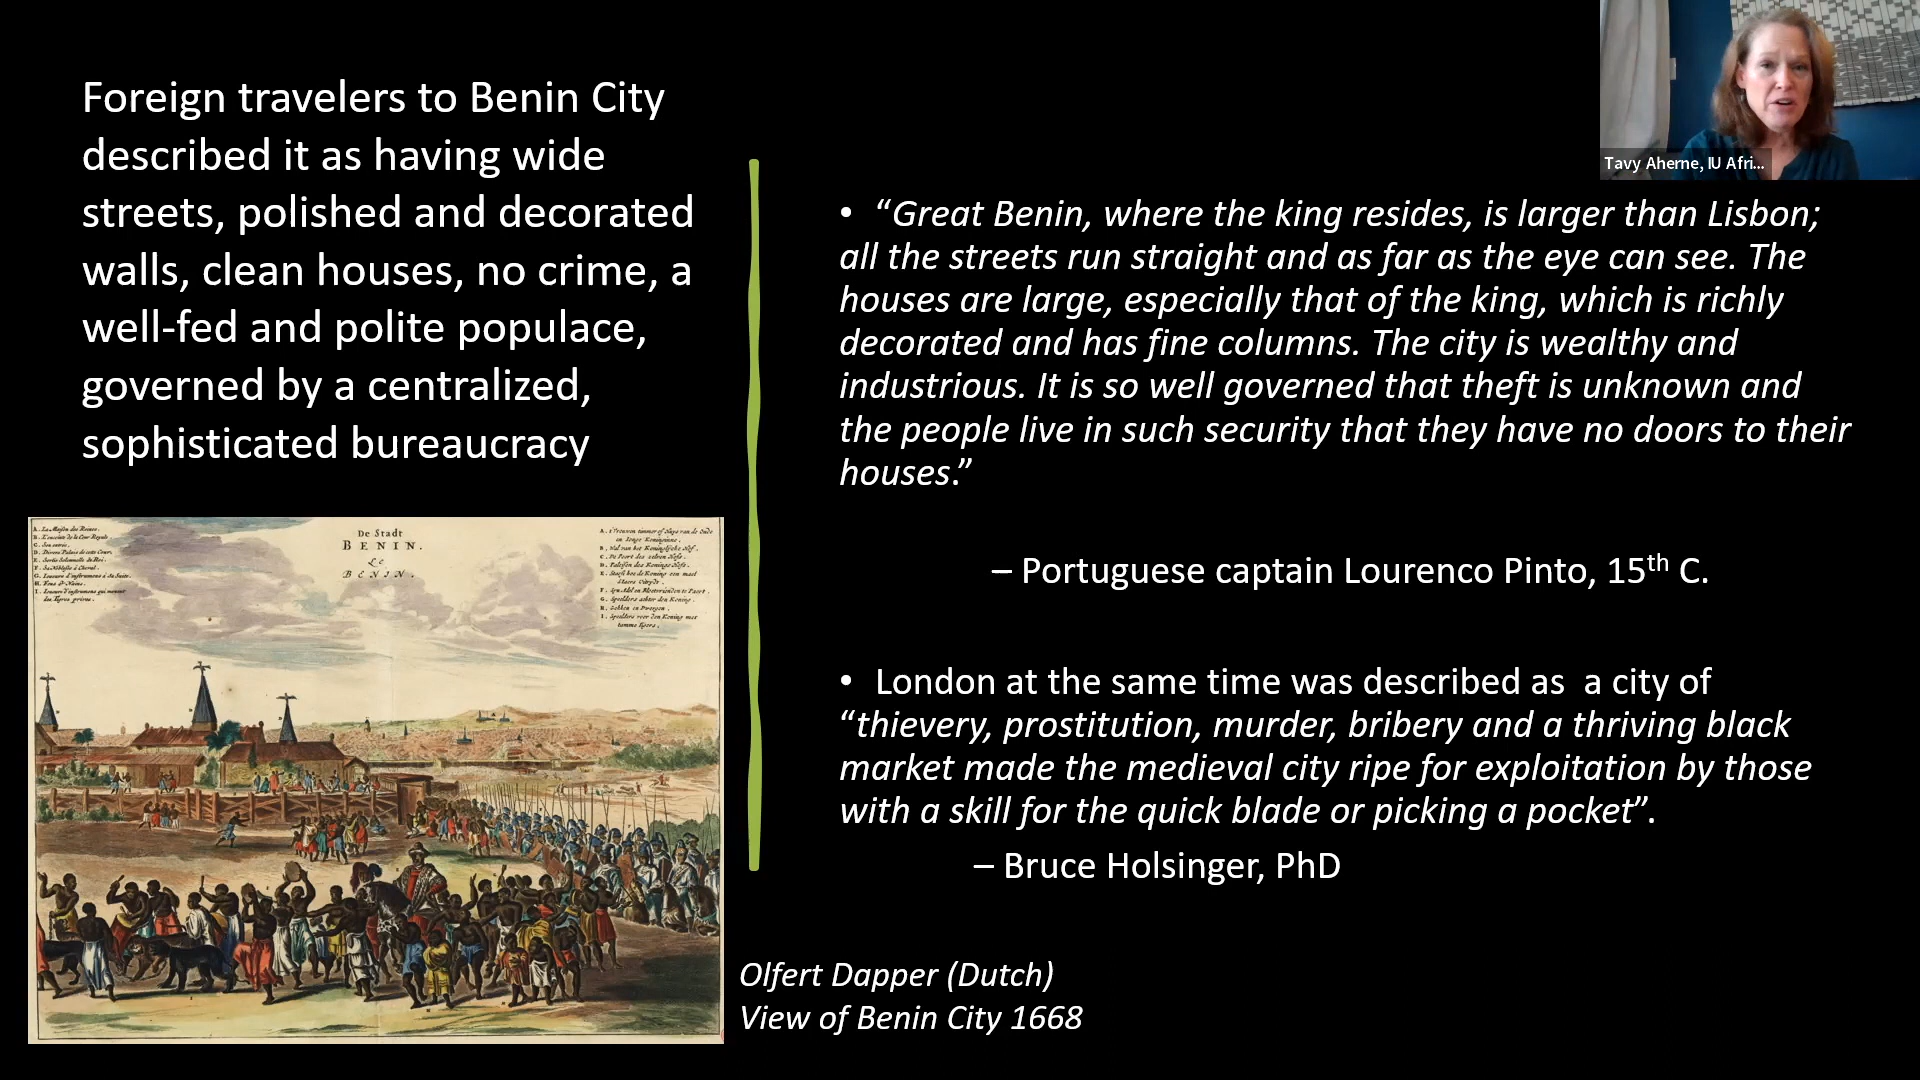 Foreign travelers to Benin City
described it as having wide
streets, polished and decorated
walls, clean houses, no crime, a
well-fed and polite populace,
governed by a centralized,
sophisticated bureaucracy
De Stadt
BENIN.
Le
BENIN.
Tavy Aherne, IU Afri...
• “Great Benin, where the king resides, is larger than Lisbon;
all the streets run straight and as far as the eye can see. The
houses are large, especially that of the king, which is richly
decorated and has fine columns. The city is wealthy and
industrious. It is so well governed that theft is unknown and
the people live in such security that they have no doors to their
houses.”
– Portuguese captain Lourenco Pinto, 15th C.
• London at the same time was described as  a city of
“thievery, prostitution, murder, bribery and a thriving black
market made the medieval city ripe for exploitation by those
with a skill for the quick blade or picking a pocket”.
– Bruce Holsinger, PhD
Olfert Dapper (Dutch)
View of Benin City 1668